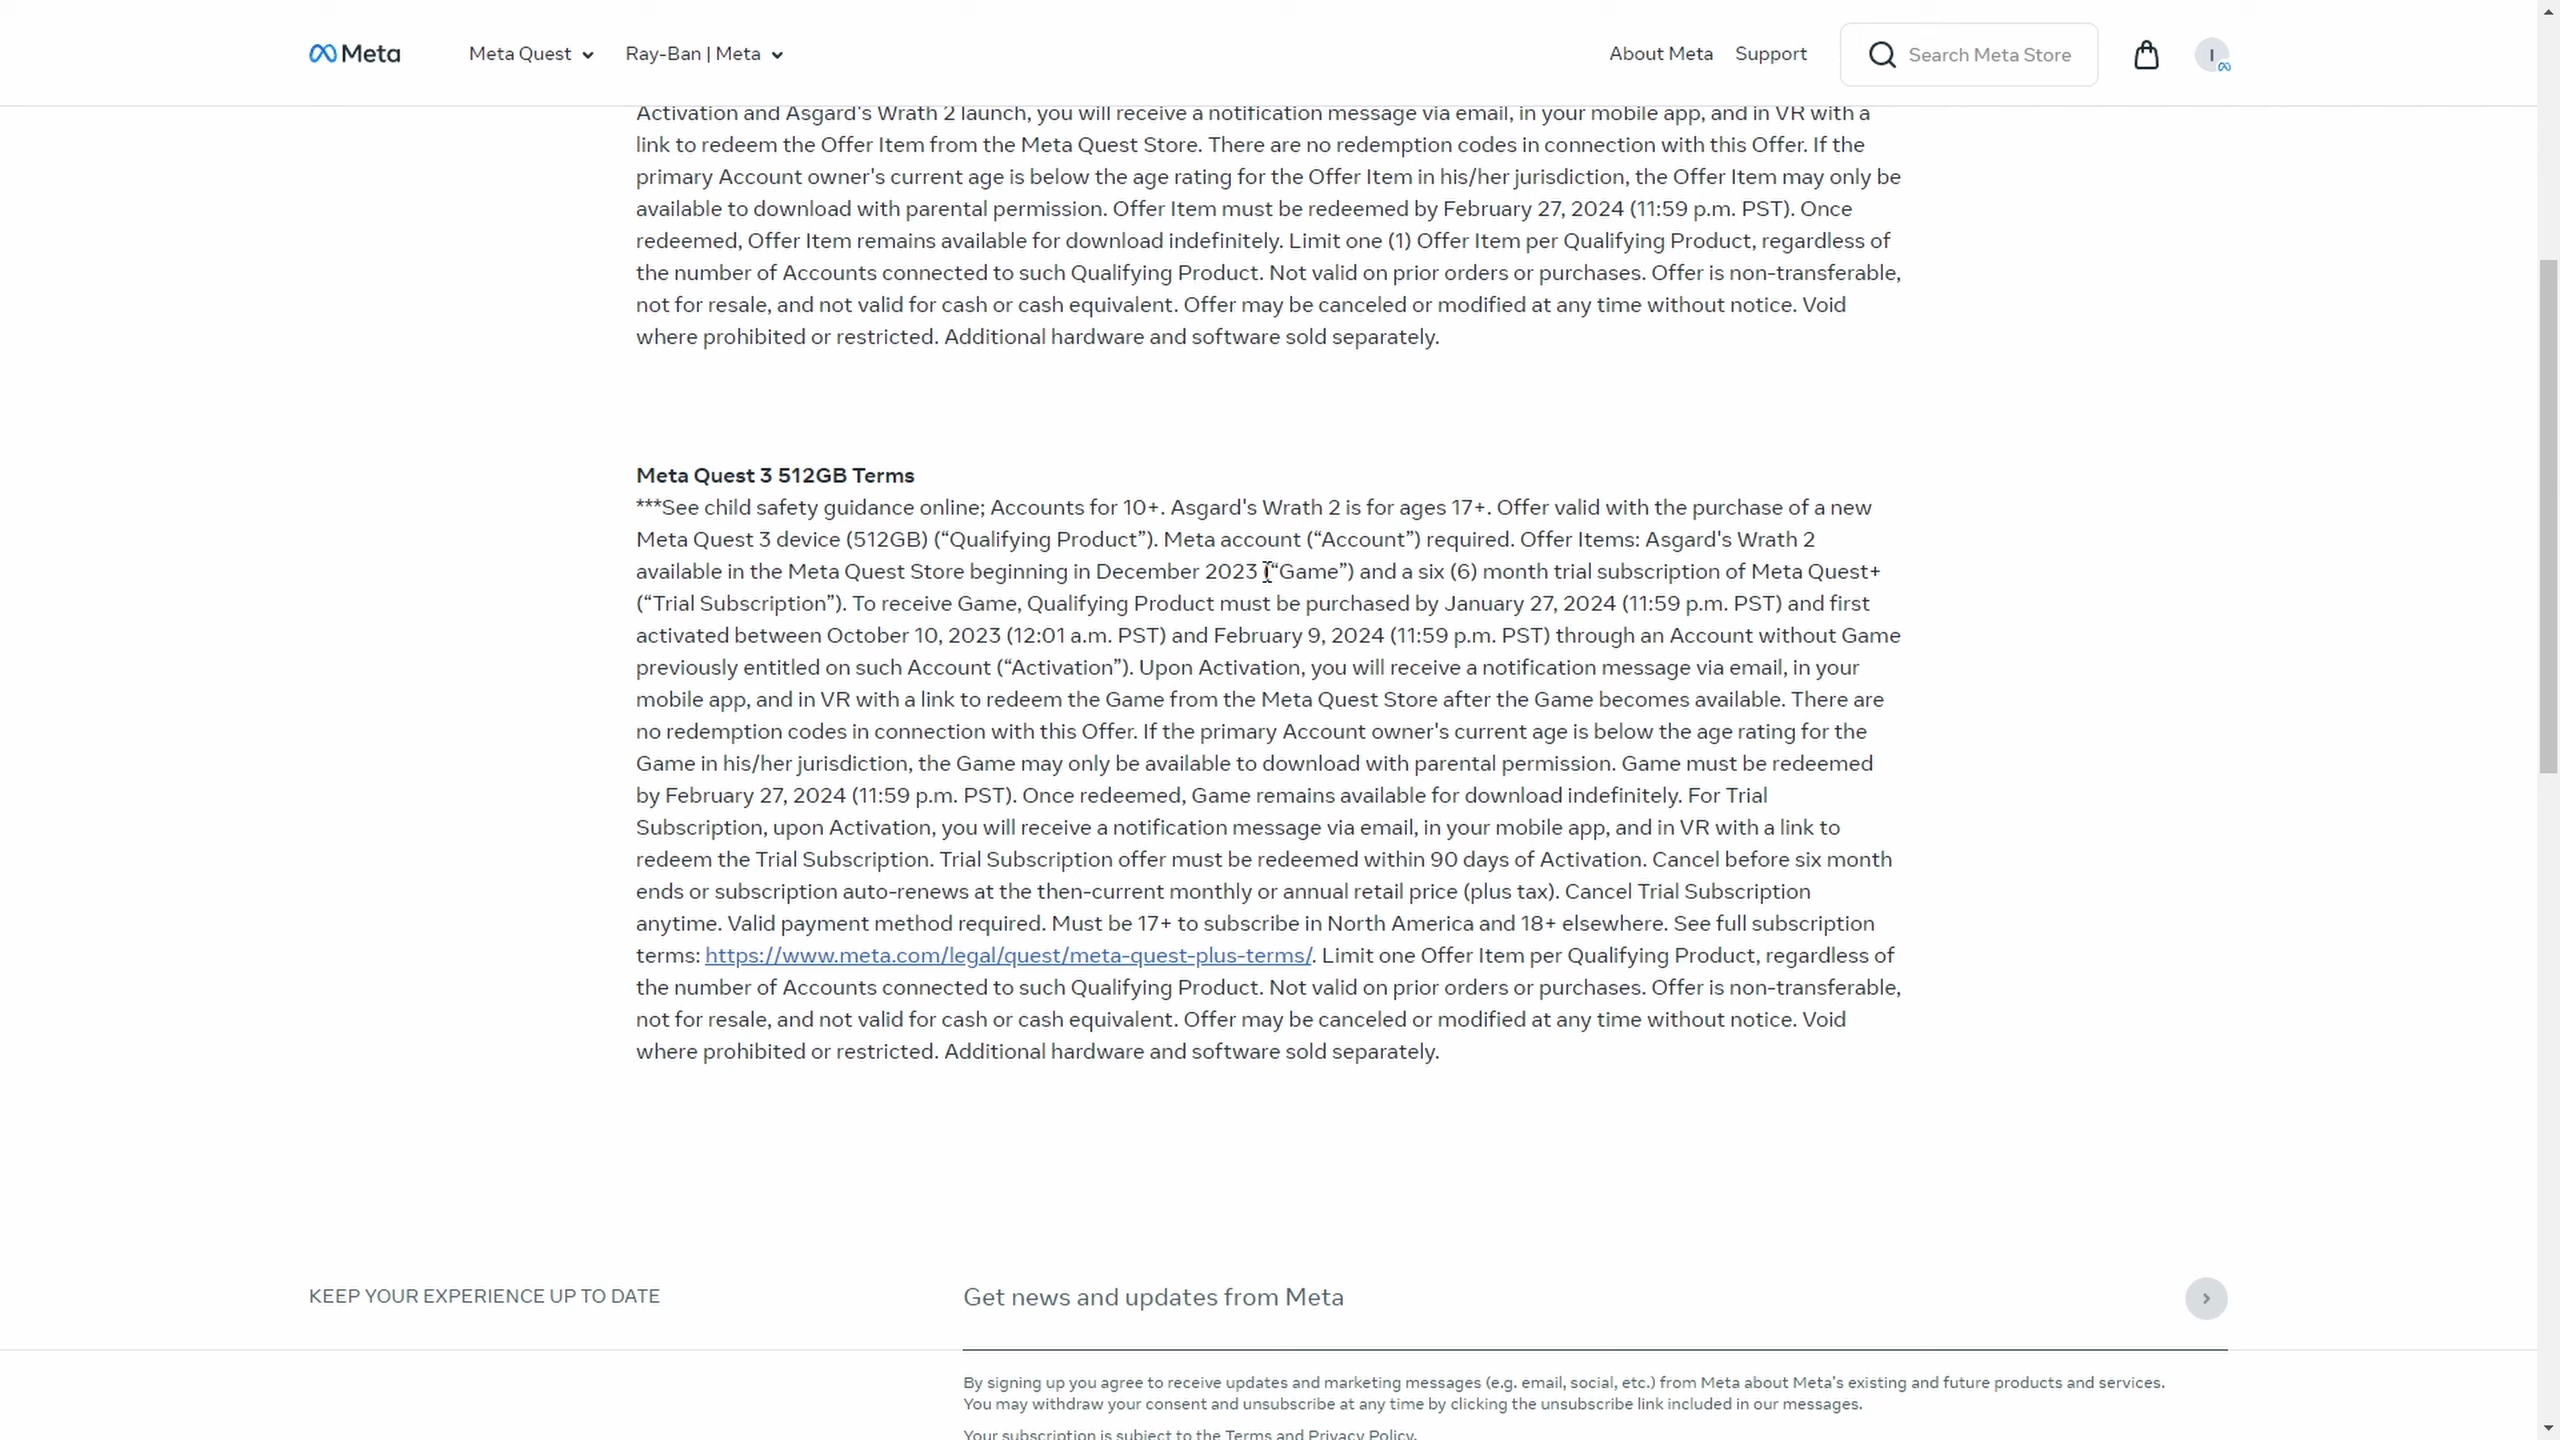 Meta
Meta Quest
Ray-Ban | Meta
About Meta
Support
Search Meta Store
I
Activation and Asgard's Wrath 2 launch, you will receive a notification message via email, in your mobile app, and in VR with a
link to redeem the Offer Item from the Meta Quest Store. There are no redemption codes in connection with this Offer. If the
primary Account owner's current age is below the age rating for the Offer Item in his/her jurisdiction, the Offer Item may only be
available to download with parental permission. Offer Item must be redeemed by February 27, 2024 (11:59 p.m. PST). Once
redeemed, Offer Item remains available for download indefinitely. Limit one (1) Offer Item per Qualifying Product, regardless of
the number of Accounts connected to such Qualifying Product. Not valid on prior orders or purchases. Offer is non-transferable,
not for resale, and not valid for cash or cash equivalent. Offer may be canceled or modified at any time without notice. Void
where prohibited or restricted. Additional hardware and software sold separately.
Meta Quest 3 512GB Terms
***See child safety guidance online; Accounts for 10+. Asgard's Wrath 2 is for ages 17+. Offer valid with the purchase of a new
Meta Quest 3 device (512GB) (“Qualifying Product”). Meta account (“Account”) required. Offer Items: Asgard's Wrath 2
available in the Meta Quest Store beginning in December 2023 (“Game”) and a six (6) month trial subscription of Meta Quest+
(“Trial Subscription”). To receive Game, Qualifying Product must be purchased by January 27, 2024 (11:59 p.m. PST) and first
activated between October 10, 2023 (12:01 a.m. PST) and February 9, 2024 (11:59 p.m. PST) through an Account without Game
previously entitled on such Account (“Activation”). Upon Activation, you will receive a notification message via email, in your
mobile app, and in VR with a link to redeem the Game from the Meta Quest Store after the Game becomes available. There are
no redemption codes in connection with this Offer. If the primary Account owner's current age is below the age rating for the
Game in his/her jurisdiction, the Game may only be available to download with parental permission. Game must be redeemed
by February 27, 2024 (11:59 p.m. PST). Once redeemed, Game remains available for download indefinitely. For Trial
Subscription, upon Activation, you will receive a notification message via email, in your mobile app, and in VR with a link to
redeem the Trial Subscription. Trial Subscription offer must be redeemed within 90 days of Activation. Cancel before six month
ends or subscription auto-renews at the then-current monthly or annual retail price (plus tax). Cancel Trial Subscription
anytime. Valid payment method required. Must be 17+ to subscribe in North America and 18+ elsewhere. See full subscription
terms: https://www.meta.com/legal/quest/meta-quest-plus-terms/. Limit one Offer Item per Qualifying Product, regardless of
the number of Accounts connected to such Qualifying Product. Not valid on prior orders or purchases. Offer is non-transferable,
not for resale, and not valid for cash or cash equivalent. Offer may be canceled or modified at any time without notice. Void
where prohibited or restricted. Additional hardware and software sold separately.
KEEP YOUR EXPERIENCE UP TO DATE
Get news and updates from Meta
By signing up you agree to receive updates and marketing messages (e.g. email, social, etc.) from Meta about Meta's existing and future products and services.
You may withdraw your consent and unsubscribe at any time by clicking the unsubscribe link included in our messages.
Your subscription is subject to the Terms and Privacy Policy.